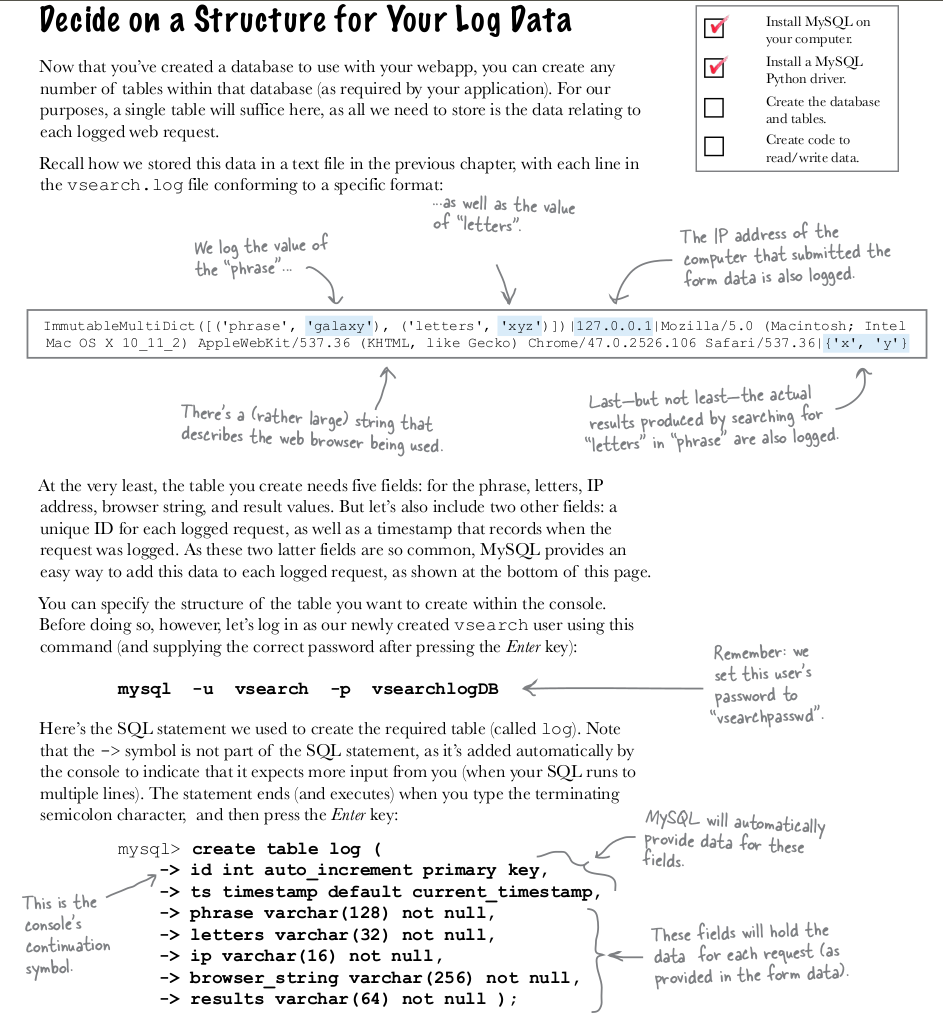 Decide on a Structure for Your Log Data
Install MySQL on
your computer.
Install a MySQL
Python driver.
Create the database
and tables.
Create code to
read/write data.
Now that you've created a database to use with your webapp, you can create any
number of tables within that database (as required by your application). For our
purposes, a single table will suffice here, as all we need to store is the data relating to
each logged web request.
Recall how we stored this data in a text file in the previous chapter, with each line in
the vsearch.log file conforming to a specific format:
We log the value of
the “phrase”...
...as well as the value
of “letters”.
The IP address of the
computer that submitted the
form data is also logged.
ImmutableMultiDict([('phrase', 'galaxy'), ('letters', 'xyz')])|127.0.0.1|Mozilla/5.0 (Macintosh; Intel
Mac OS X 10_11_2) AppleWebKit/537.36 (KHTML, like Gecko) Chrome/47.0.2526.106 Safari/537.36|{'x', 'y'}
There's a (rather large) string that
describes the web browser being used.
Last—but not least—the actual
results produced by searching for
“letters” in “phrase” are also logged.
At the very least, the table you create needs five fields: for the phrase, letters, IP
address, browser string, and result values. But let's also include two other fields: a
unique ID for each logged request, as well as a timestamp that records when the
request was logged. As these two latter fields are so common, MySQL provides an
easy way to add this data to each logged request, as shown at the bottom of this page.
You can specify the structure of the table you want to create within the console.
Before doing so, however, let's log in as our newly created vsearch user using this
command (and supplying the correct password after pressing the Enter key):
mysql -u vsearch -p vsearchlogDB
Remember: we
set this user's
password to
“vsearchpasswd”.
Here's the SQL statement we used to create the required table (called log). Note
that the -> symbol is not part of the SQL statement, as it's added automatically by
the console to indicate that it expects more input from you (when your SQL runs to
multiple lines). The statement ends (and executes) when you type the terminating
semicolon character, and then press the Enter key:
mysql> create table log (
-> id int auto_increment primary key,
-> ts timestamp default current_timestamp,
-> phrase varchar(128) not null,
-> letters varchar(32) not null,
-> ip varchar(16) not null,
-> browser_string varchar(256) not null,
-> results varchar(64) not null );
This is the
console's
continuation
symbol.
MySQL will automatically
provide data for these
fields.
These fields will hold the
data for each request (as
provided in the form data).